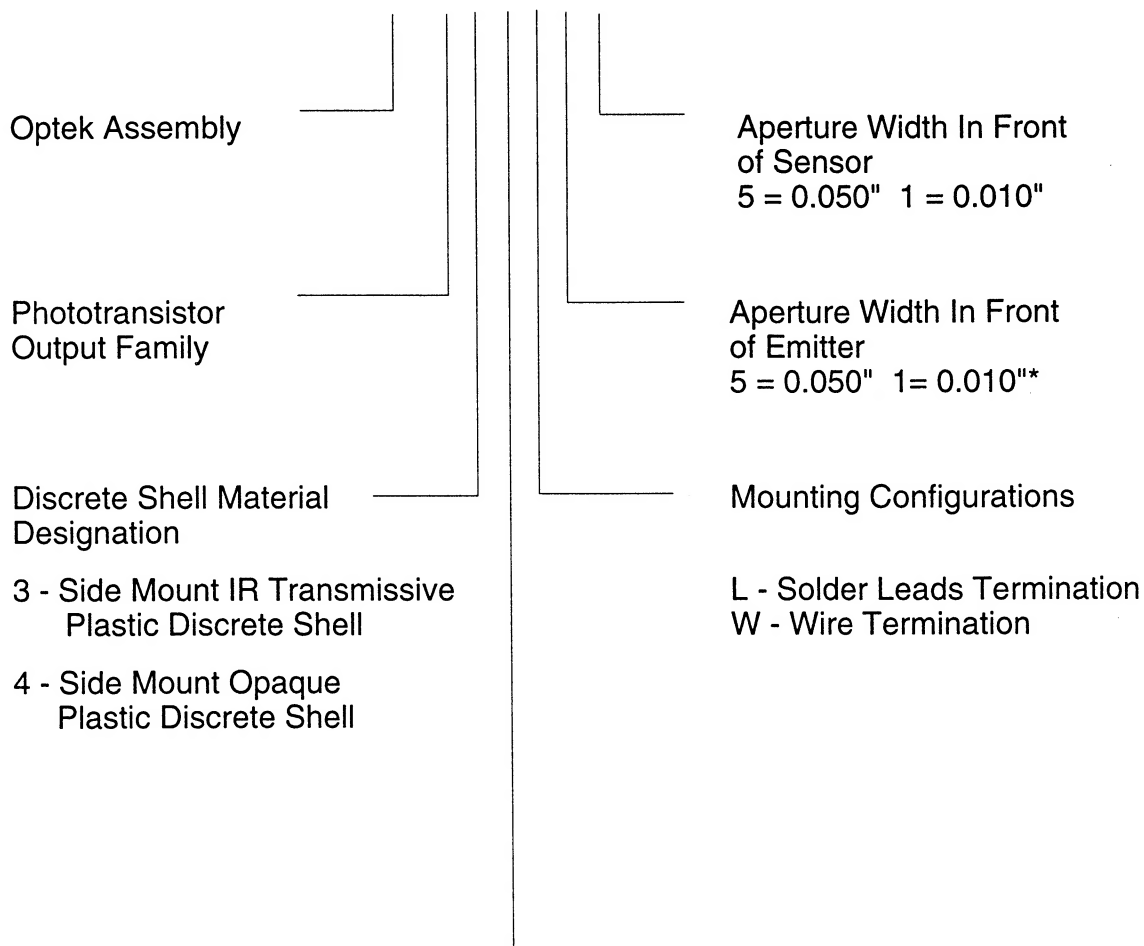 Optek Assembly
Phototransistor
Output Family
Discrete Shell Material
Designation
3 - Side Mount IR Transmissive
Plastic Discrete Shell
4 - Side Mount Opaque
Plastic Discrete Shell
Aperture Width In Front
of Sensor
5 = 0.050" 1 = 0.010"
Aperture Width In Front
of Emitter
5 = 0.050" 1= 0.010"*
Mounting Configurations
L - Solder Leads Termination
W - Wire Termination